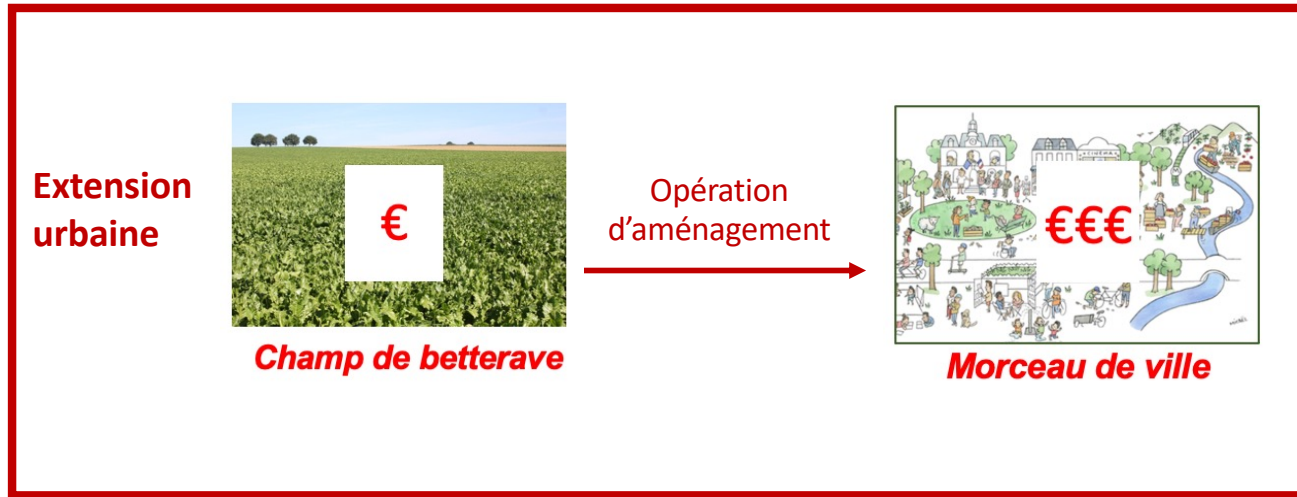 Extension
urbaine
€
Champ de betterave
Opération
d’aménagement
€€€
Morceau de ville